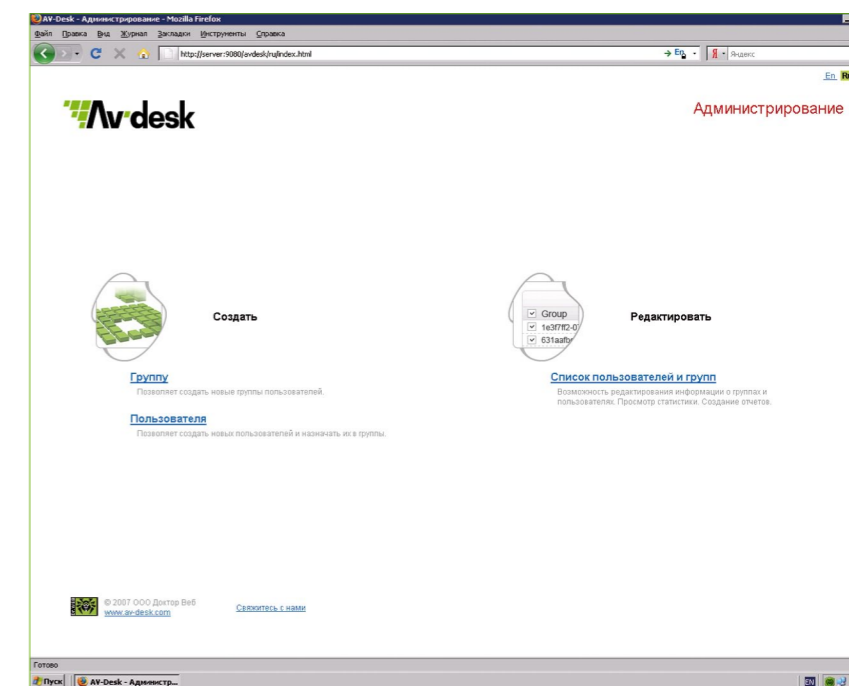 AV-Desk - Администрирование - Mozilla Firefox
Файл Правка Вид Журнал Закладки Инструменты Справка
http://server:9080/avdesk/ru/index.html
En
Яндекс
En Ru
Av-desk
Администрирование
Создать
Группу
Позволяет создать новые группы пользователей.
Пользователя
Позволяет создать новых пользователей и назначать их в группы.
Group
1e3f7ff2-0
Редактировать
Список пользователей и групп
Возможность редактирования информации о группах и
пользователях. Просмотр статистики. Создание отчетов.
© 2007 ООО Доктор Веб
www.av-desk.com
Свяжитесь с нами
Готово
Пуск
AV-Desk - Администр...
EN